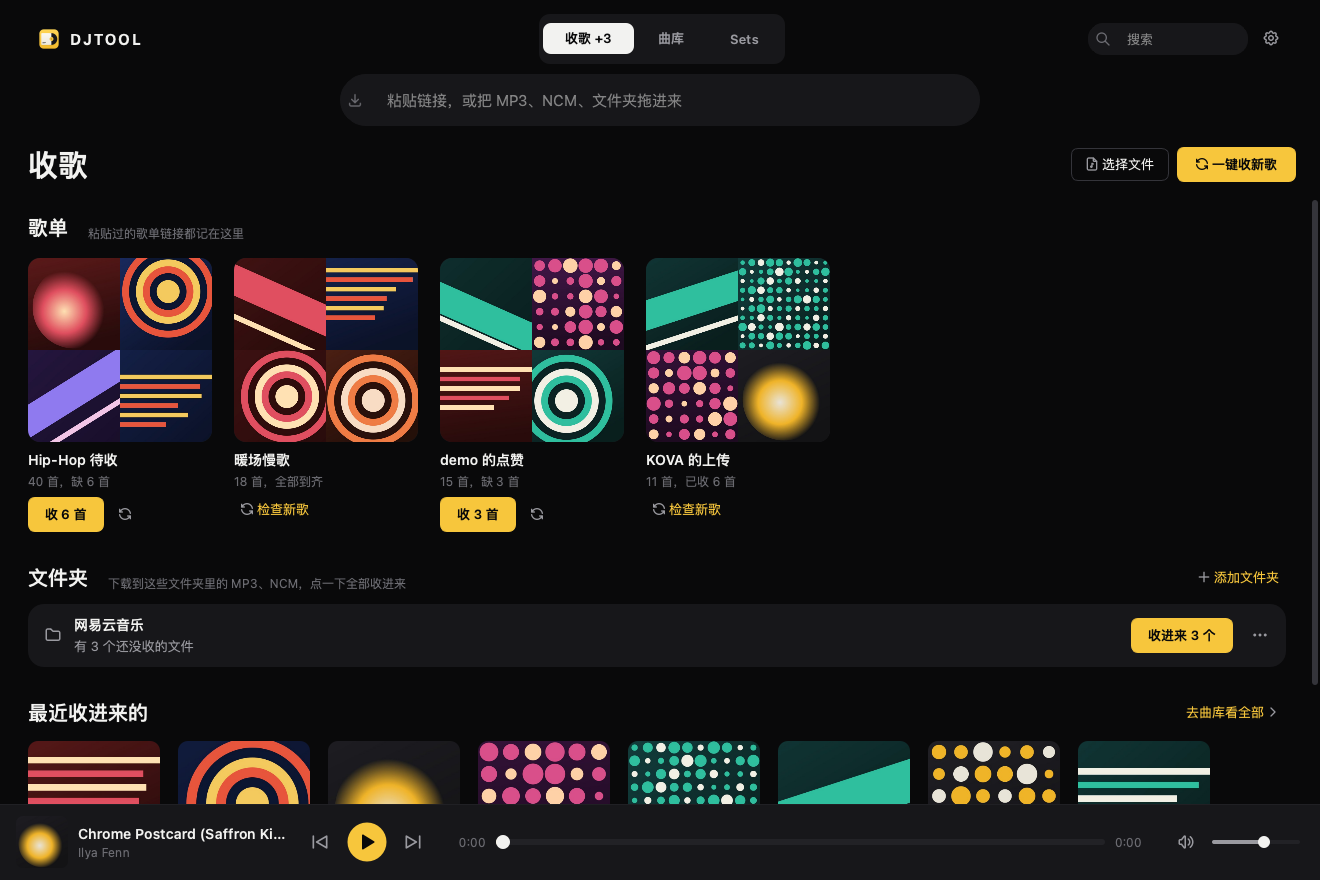 DJTOOL
收歌 +3
曲库
Sets
搜索
粘贴链接，或把 MP3、NCM、文件夹拖进来
收歌
选择文件
一键收新歌
歌单
粘贴过的歌单链接都记在这里
Hip-Hop 待收
40 首，缺 6 首
收 6 首
暖场慢歌
18 首，全部到齐
检查新歌
demo 的点赞
15 首，缺 3 首
收 3 首
KOVA 的上传
11 首，已收 6 首
检查新歌
文件夹
下载到这些文件夹里的 MP3、NCM，点一下全部收进来
添加文件夹
网易云音乐
有 3 个还没收的文件
收进来 3 个
最近收进来的
去曲库看全部
Chrome Postcard (Saffron Ki...
Ilya Fenn
0:00
0:00